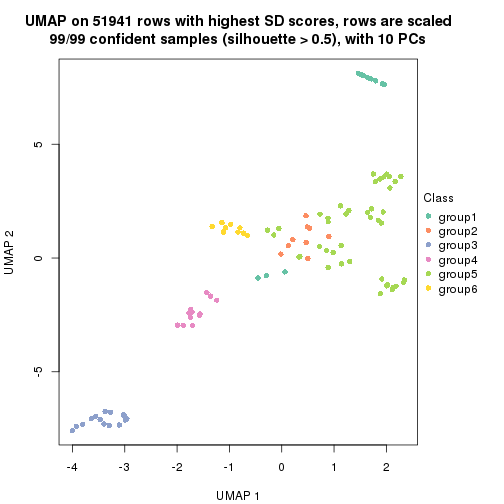 UMAP on 51941 rows with highest SD scores, rows are scaled
99/99 confident samples (silhouette > 0.5), with 10 PCs
UMAP 2
5
0
-5
-4 -3 -2 -1 0 1 2
UMAP 1
Class
group1
group2
group3
group4
group5
group6